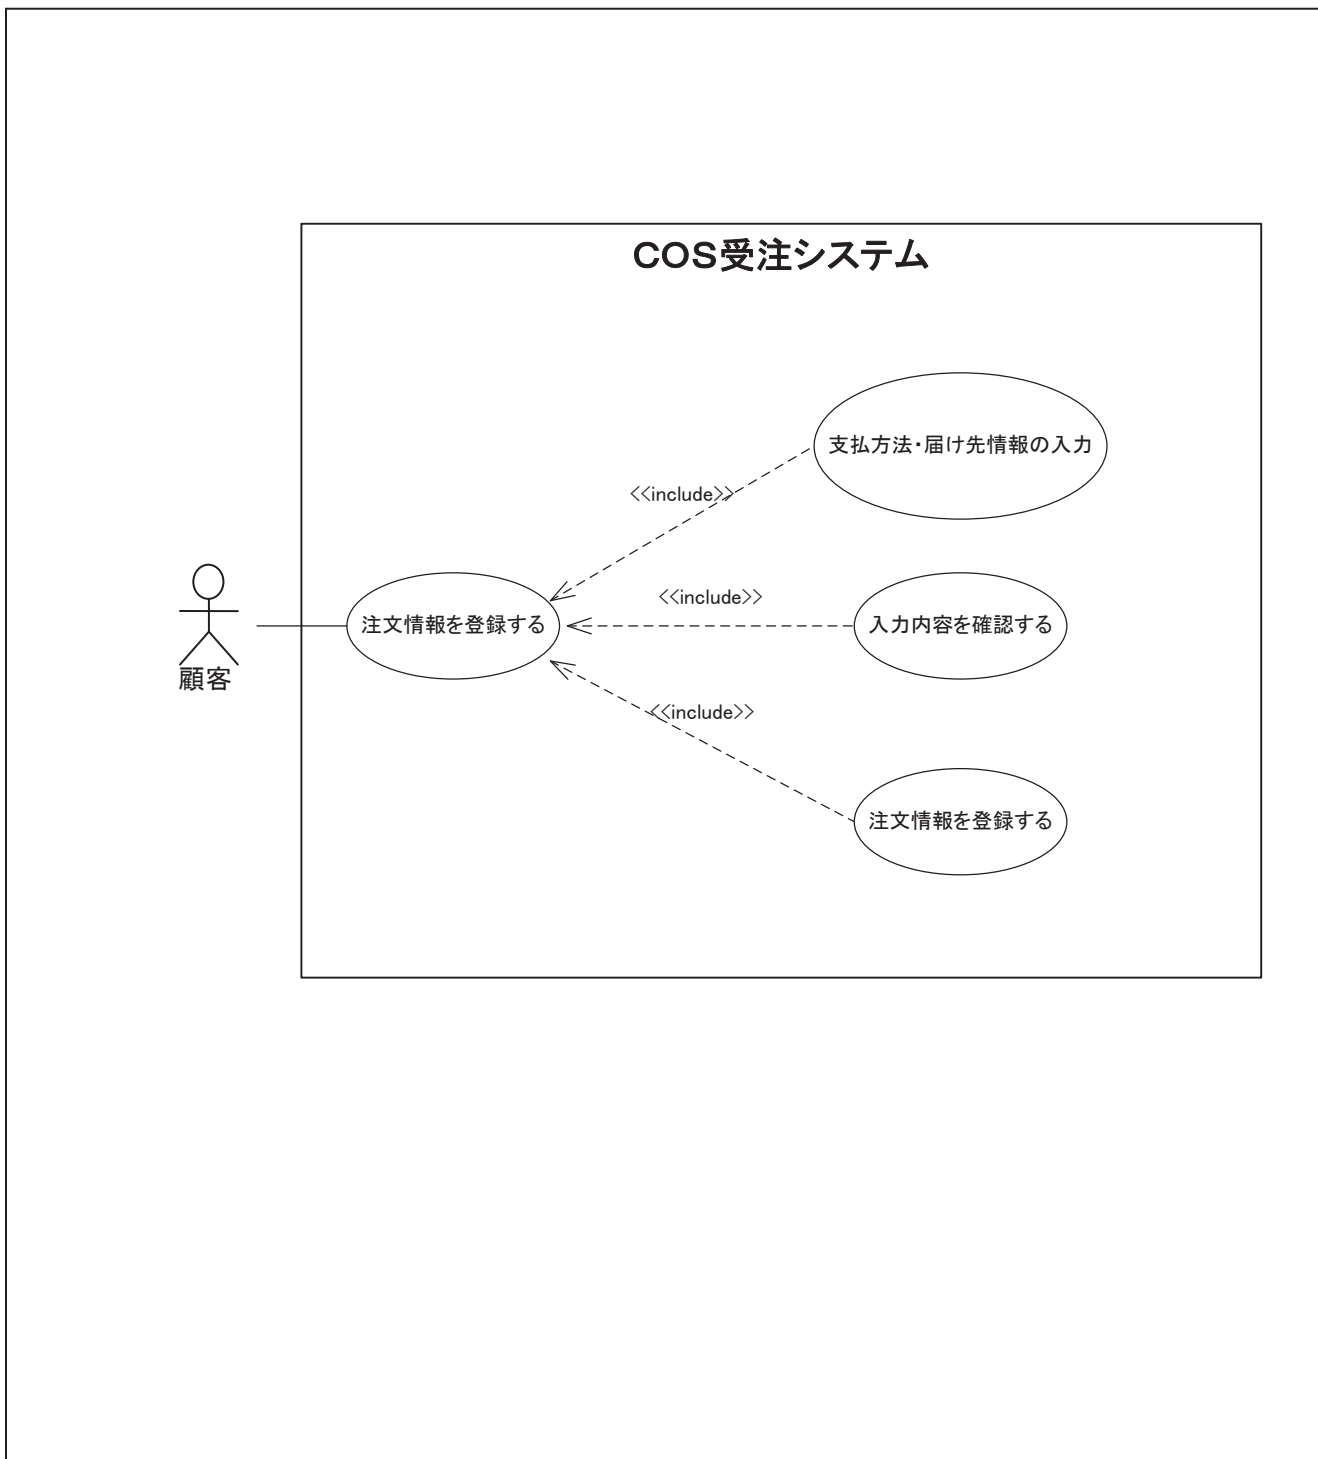 COS受注システム
支払方法・届け先情報の入力
<<include>>
<<include>>
注文情報を登録する
入力内容を確認する
顧客
<<include>>
注文情報を登録する